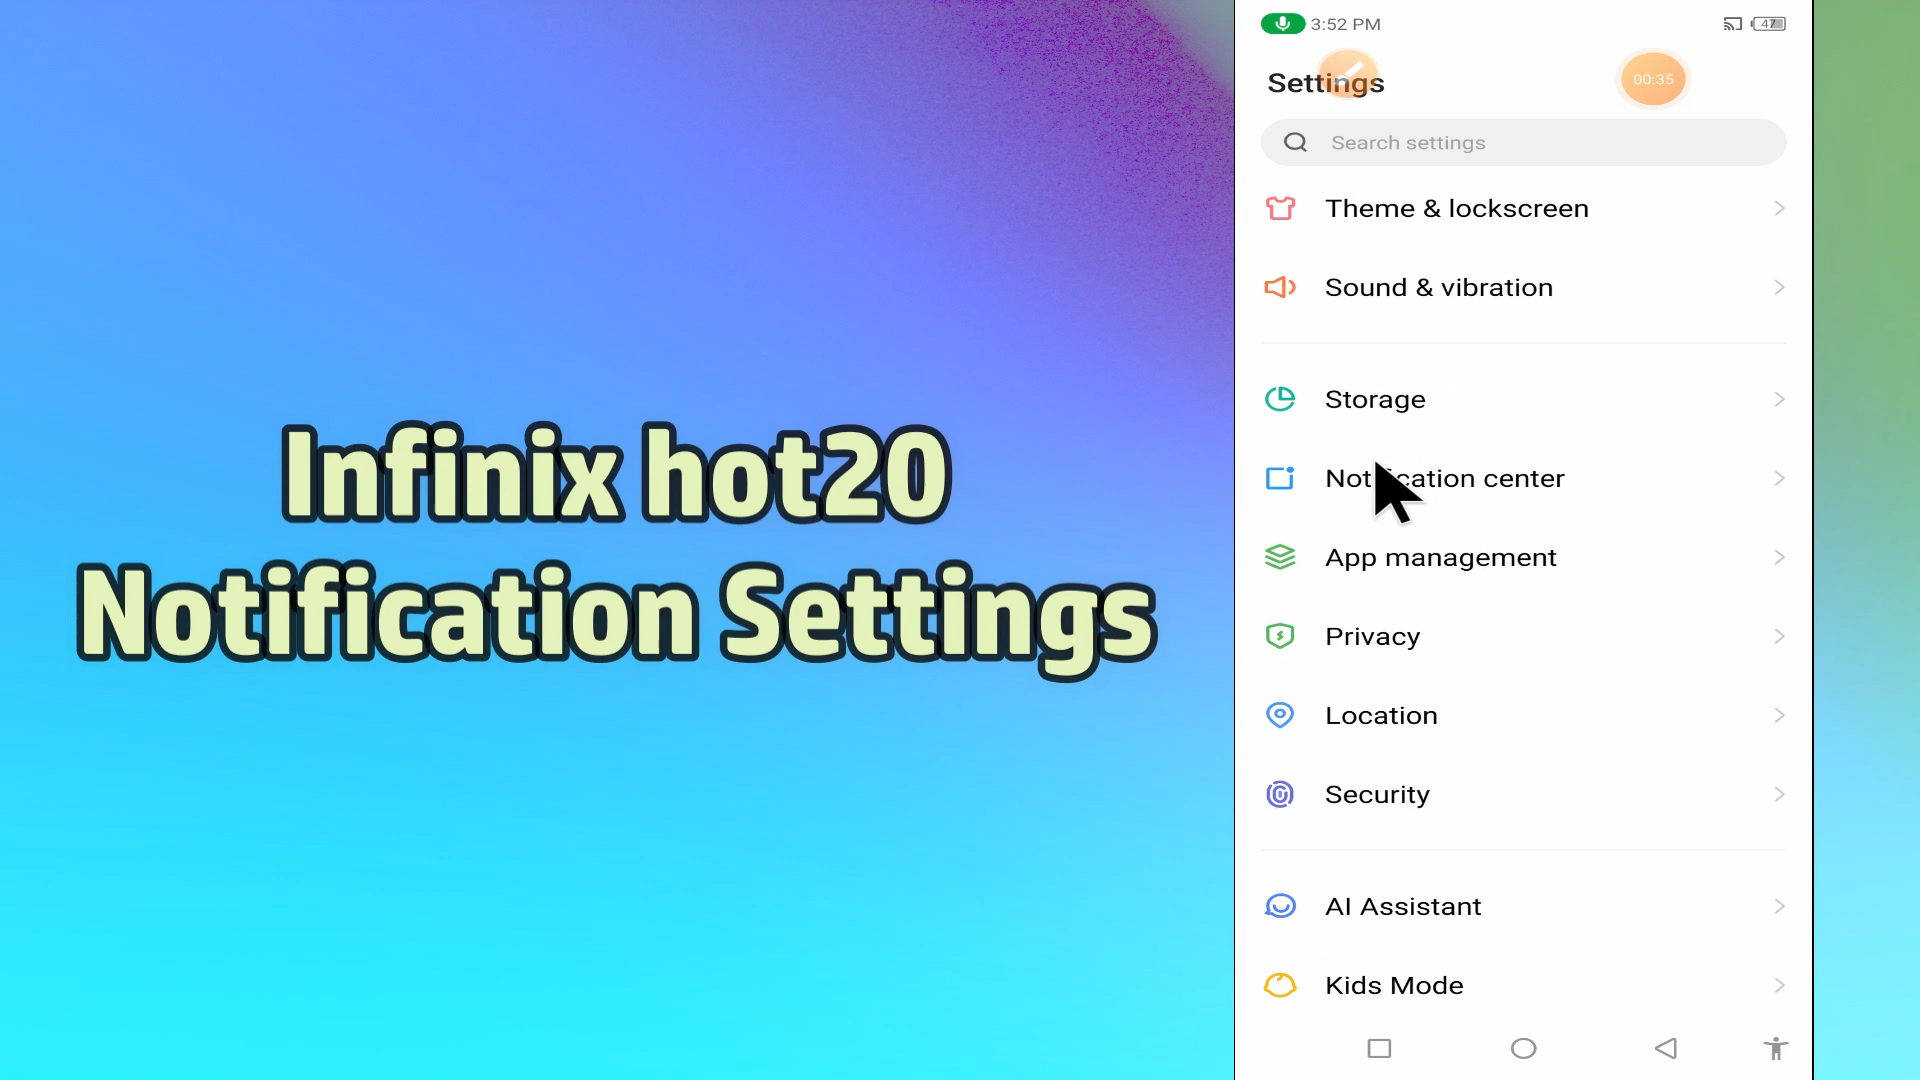 Infinix hot20
Notification Settings
3:52 PM
47
Settings
00:35
Search settings
Theme & lockscreen
Sound & vibration
Storage
Notification center
App management
Privacy
Location
Security
AI Assistant
Kids Mode